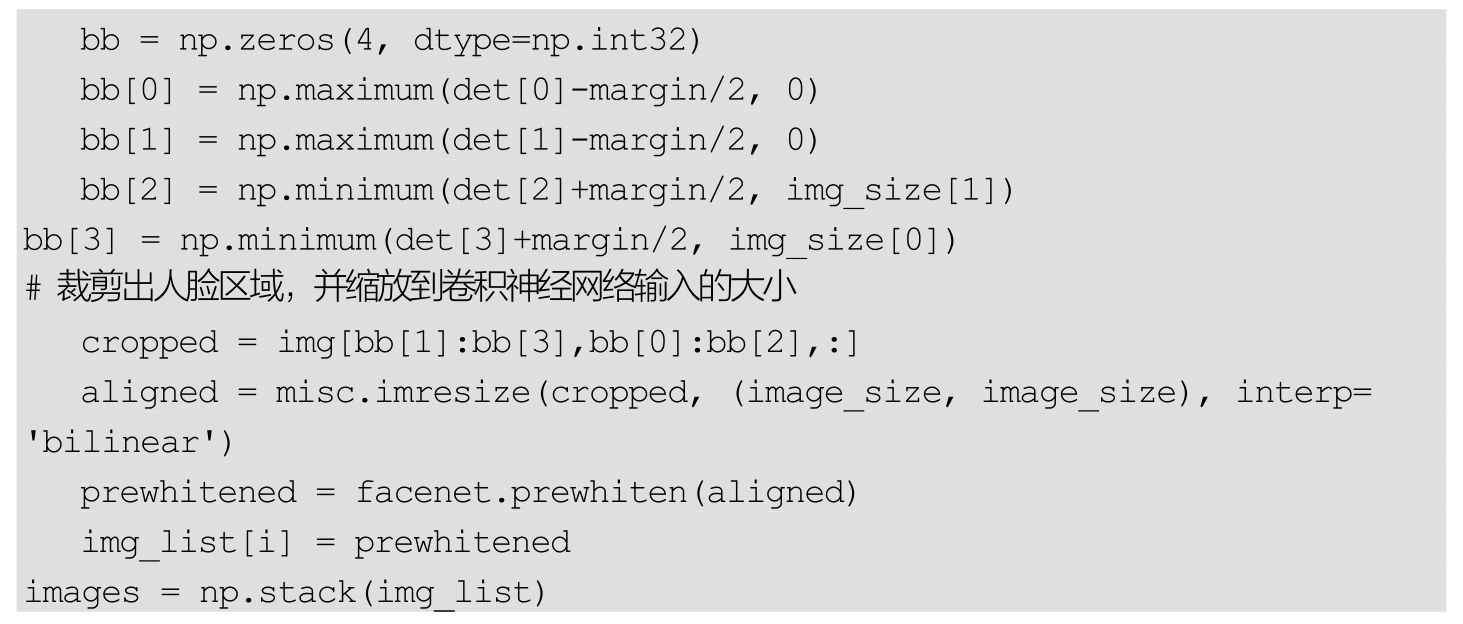 bb = np.zeros(4, dtype=np.int32)
bb[0] = np.maximum(det[0]-margin/2, 0)
bb[1] = np.maximum(det[1]-margin/2, 0)
bb[2] = np.minimum(det[2]+margin/2, img_size[1])
bb[3] = np.minimum(det[3]+margin/2, img_size[0])
# 裁剪出人脸区域，并缩放到卷积神经网络输入的大小
cropped = img[bb[1]:bb[3],bb[0]:bb[2],:]
aligned = misc.imresize(cropped, (image_size, image_size), interp=
'bilinear')
prewhitened = facenet.prewhiten(aligned)
img_list[i] = prewhitened
images = np.stack(img_list)